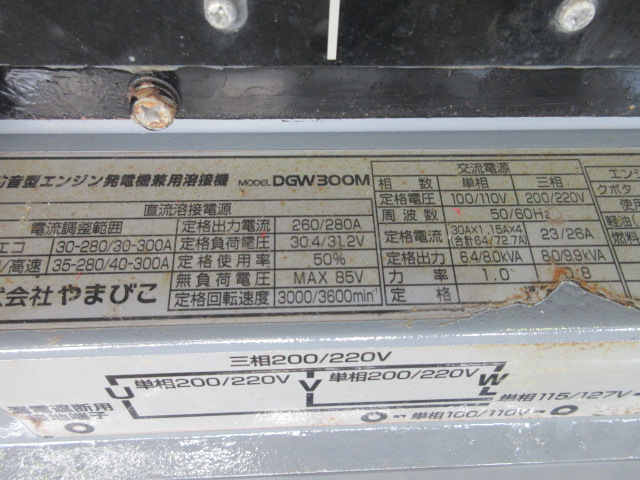 音型エンジン発電機兼用溶接機 MODEL DGW300M
直流溶接電源
電流調整範囲
エコ 30-280/30-300A
/高速 35-280/40-300A
定格出力電流 260/280A
定格負荷電圧 30.4/31.2V
定格使用率 50%
無負荷電圧 MAX 85V
定格回転速度 3000/3600min⁻¹
会社やまびこ
交流電源
相数 単相 三相
定格電圧 100/110V 200/220V
周波数 50/60Hz
定格電流 30A×1,15A×4 (合計64/72.7A) 23/26A
定格出力 6.4/8.0kVA 8.0/9.9kVA
力率 1.0 0.8
定格
エンジ
クボタ
使用
軽油
燃料
三相200/220V
単相200/220V 単相200/220V
U V W
単相115/127V
遮断用
単相100/110V